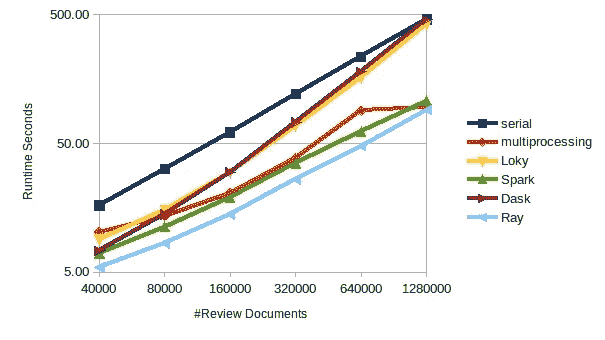 500.00
50.00
5.00
Runtime Seconds
40000 80000 160000 320000 640000 1280000
#Review Documents
serial
multiprocessing
Loky
Spark
Dask
Ray